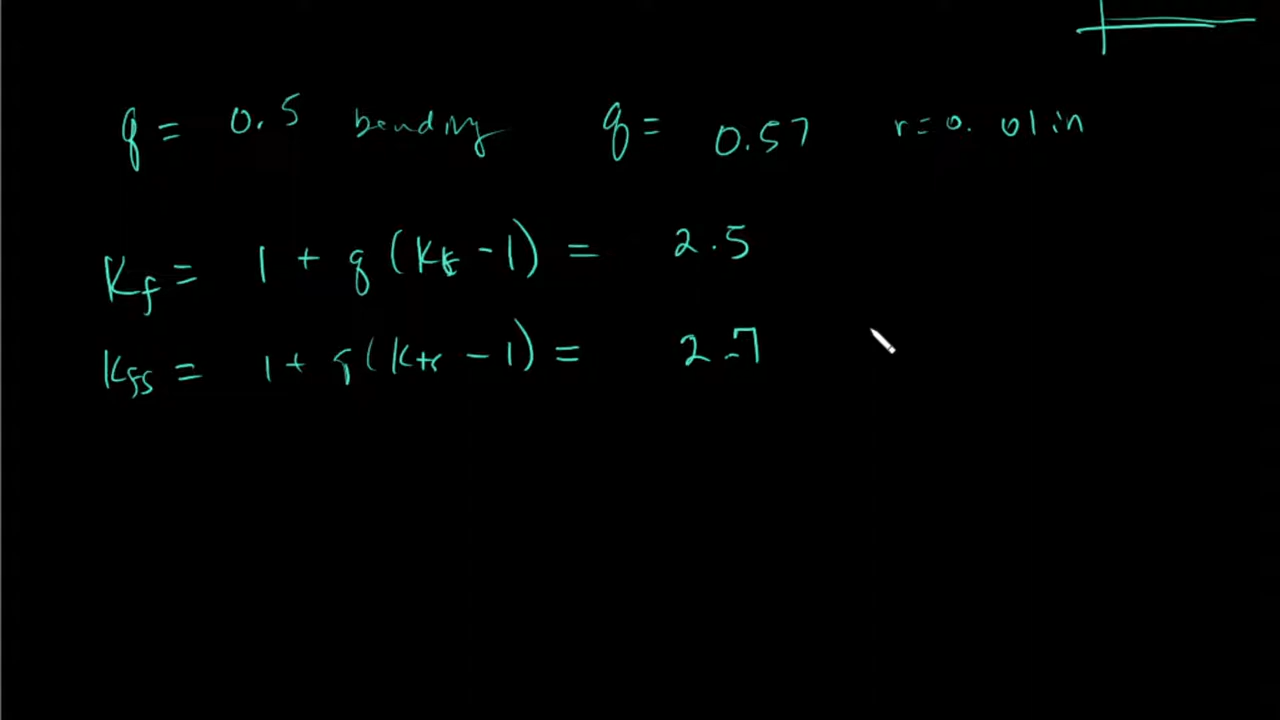 q = 0.5 bending q = 0.57 r = 0.01 in
Kf = 1 + q (Kt - 1) = 2.5
Kfs = 1 + q (Kts - 1) = 2.7